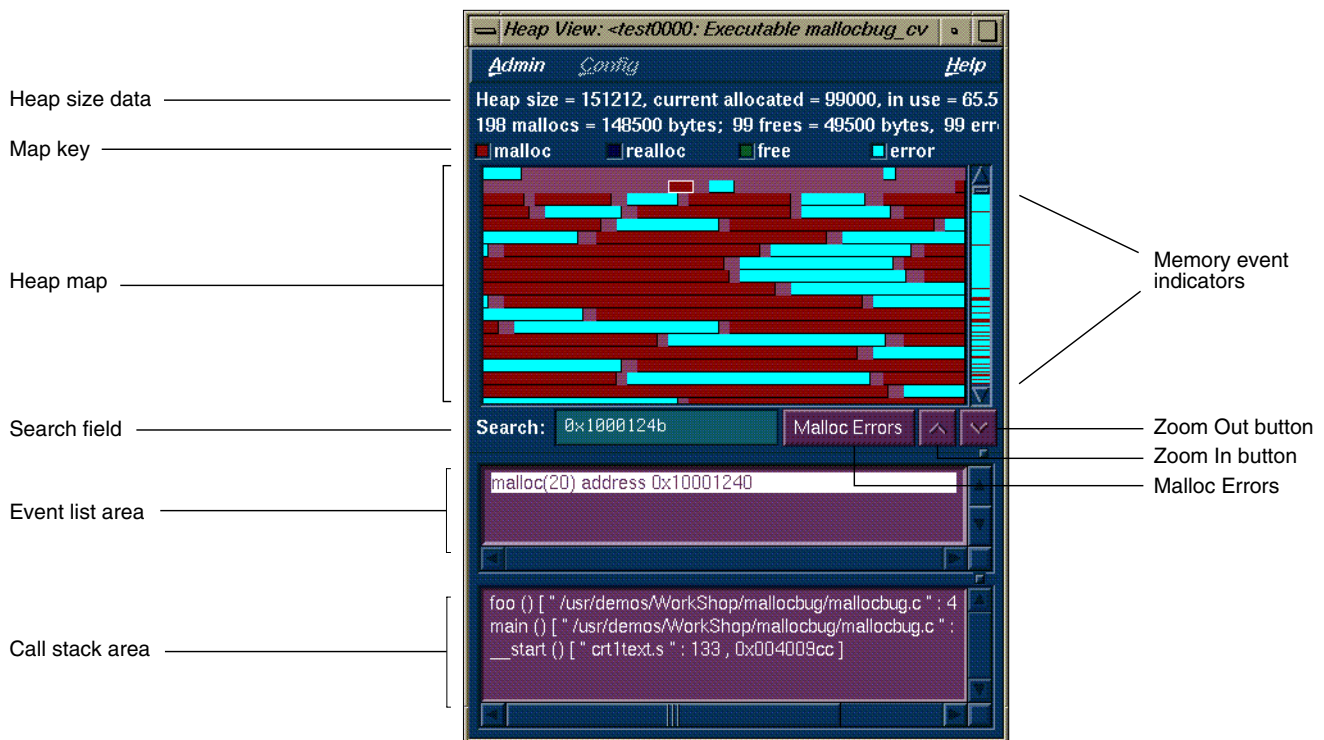 Heap View: <test0000: Executable mallocbug_cv
Admin Config Help
Heap size data
Heap size = 151212, current allocated = 99000, in use = 65.5
198 mallocs = 148500 bytes; 99 frees = 49500 bytes, 99 err
Map key
malloc realloc free error
Heap map
Memory event
indicators
Search field
Search: 0x1000124b Malloc Errors
Zoom Out button
Zoom In button
Malloc Errors
Event list area
malloc(20) address 0x10001240
Call stack area
foo () [ " /usr/demos/WorkShop/mallocbug/mallocbug.c " : 4
main () [ " /usr/demos/WorkShop/mallocbug/mallocbug.c " :
__start () [ " crt1text.s " : 133 , 0x004009cc ]